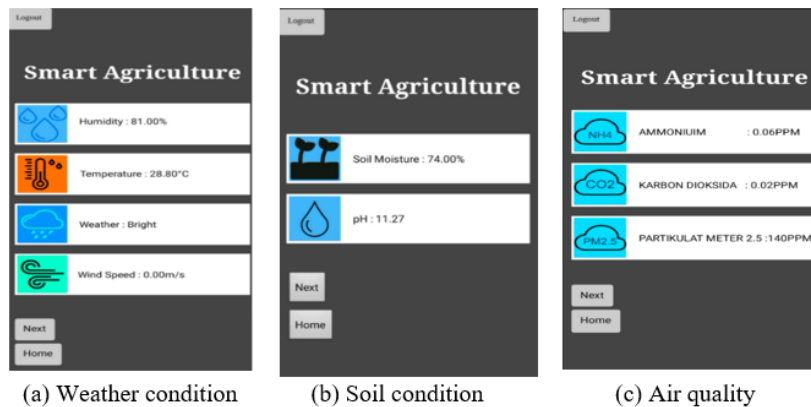 Logout
Smart Agriculture
Humidity : 81.00%
Temperature : 28.80°C
Weather : Bright
Wind Speed : 0.00m/s
Next
Home
(a) Weather condition
Logout
Smart Agriculture
Soil Moisture : 74.00%
pH : 11.27
Next
Home
(b) Soil condition
Logout
Smart Agriculture
NH4 AMMONIUIM : 0.06PPM
CO2 KARBON DIOKSIDA : 0.02PPM
PM2.5 PARTIKULAT METER 2.5 :140PPM
Next
Home
(c) Air quality